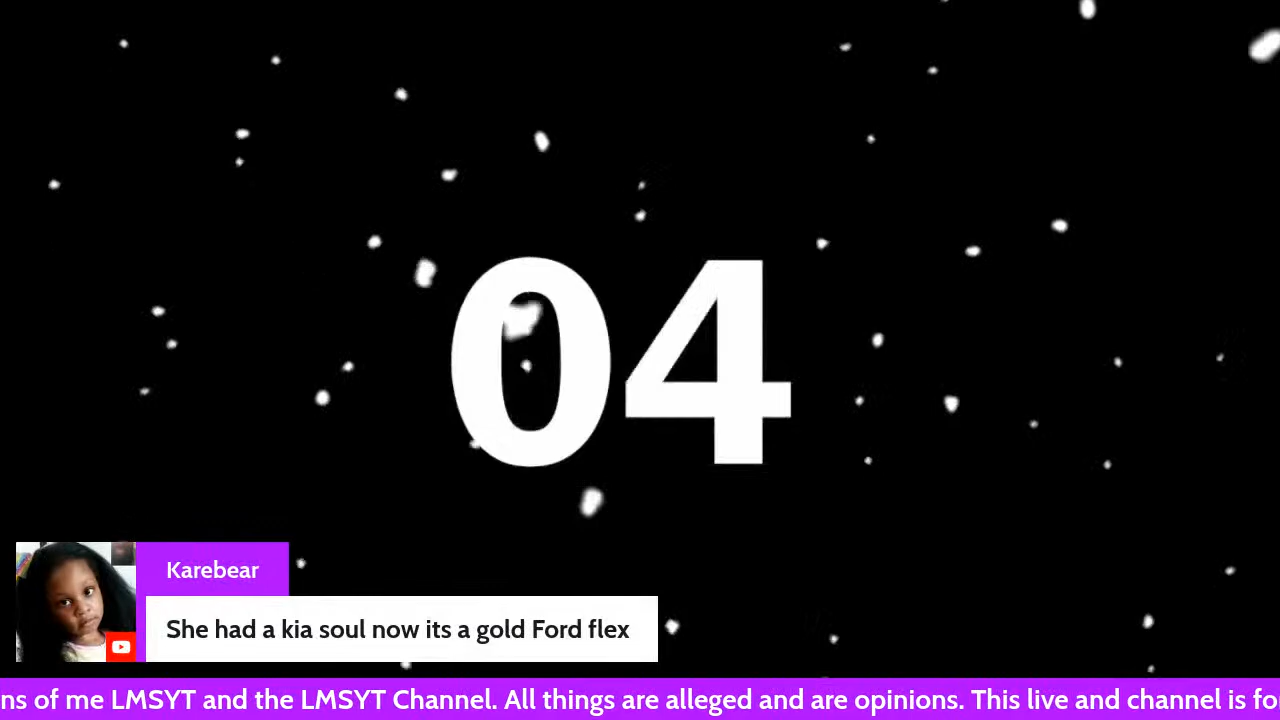 04
Karebear
She had a kia soul now its a gold Ford flex
ns of me LMSYT and the LMSYT Channel. All things are alleged and are opinions. This live and channel is fo